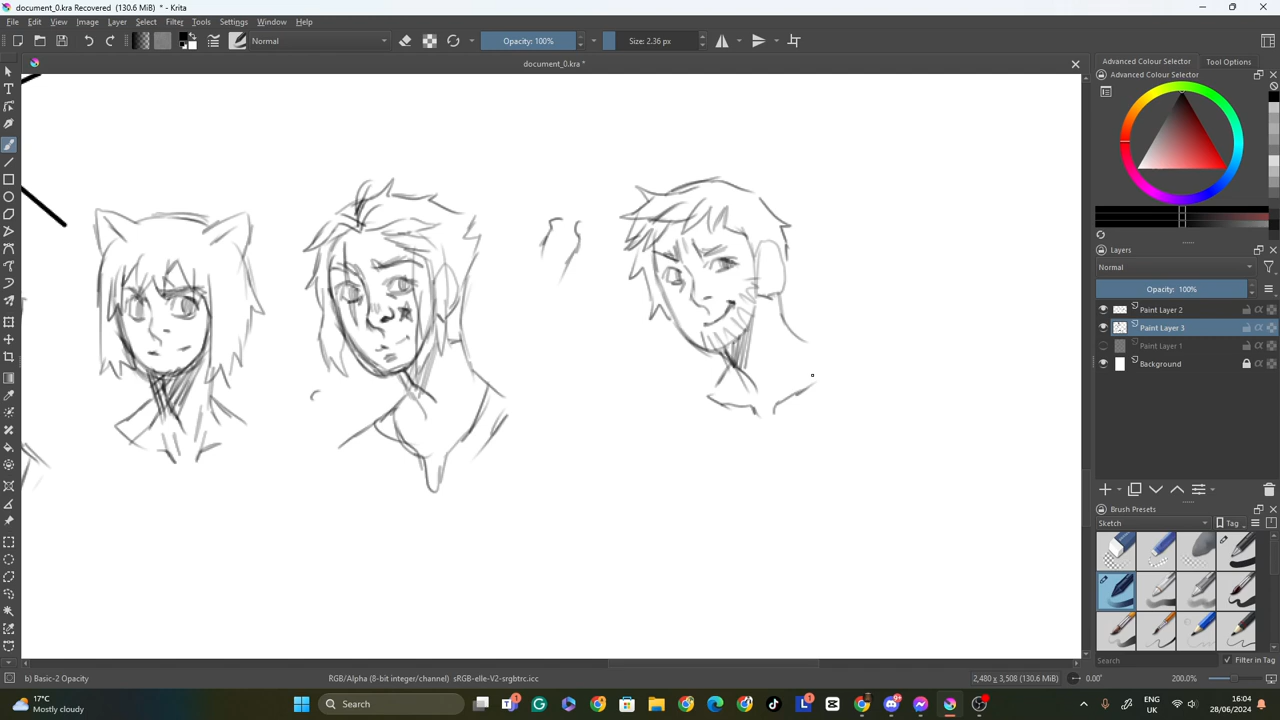 document_0.kra Recovered (130.6 MiB) * - Krita
File Edit View Image Layer Select Filter Tools Settings Window Help
Normal
Opacity: 100%
Size: 2.36 px
document_0.kra *
Advanced Colour Selector
Tool Options
Advanced Colour Selector
Layers
Normal
Opacity: 100%
Paint Layer 2
Paint Layer 3
Paint Layer 1
Background
Brush Presets
Sketch
Tag
Search
Filter in Tag
b) Basic-2 Opacity
RGB/Alpha (8-bit integer/channel) sRGB-elle-V2-srgbtrc.icc
2,480 x 3,508 (130.6 MiB)
0.00°
200.0%
17°C
Mostly cloudy
Search
1
1
9+
ENG
UK
16:04
28/06/2024